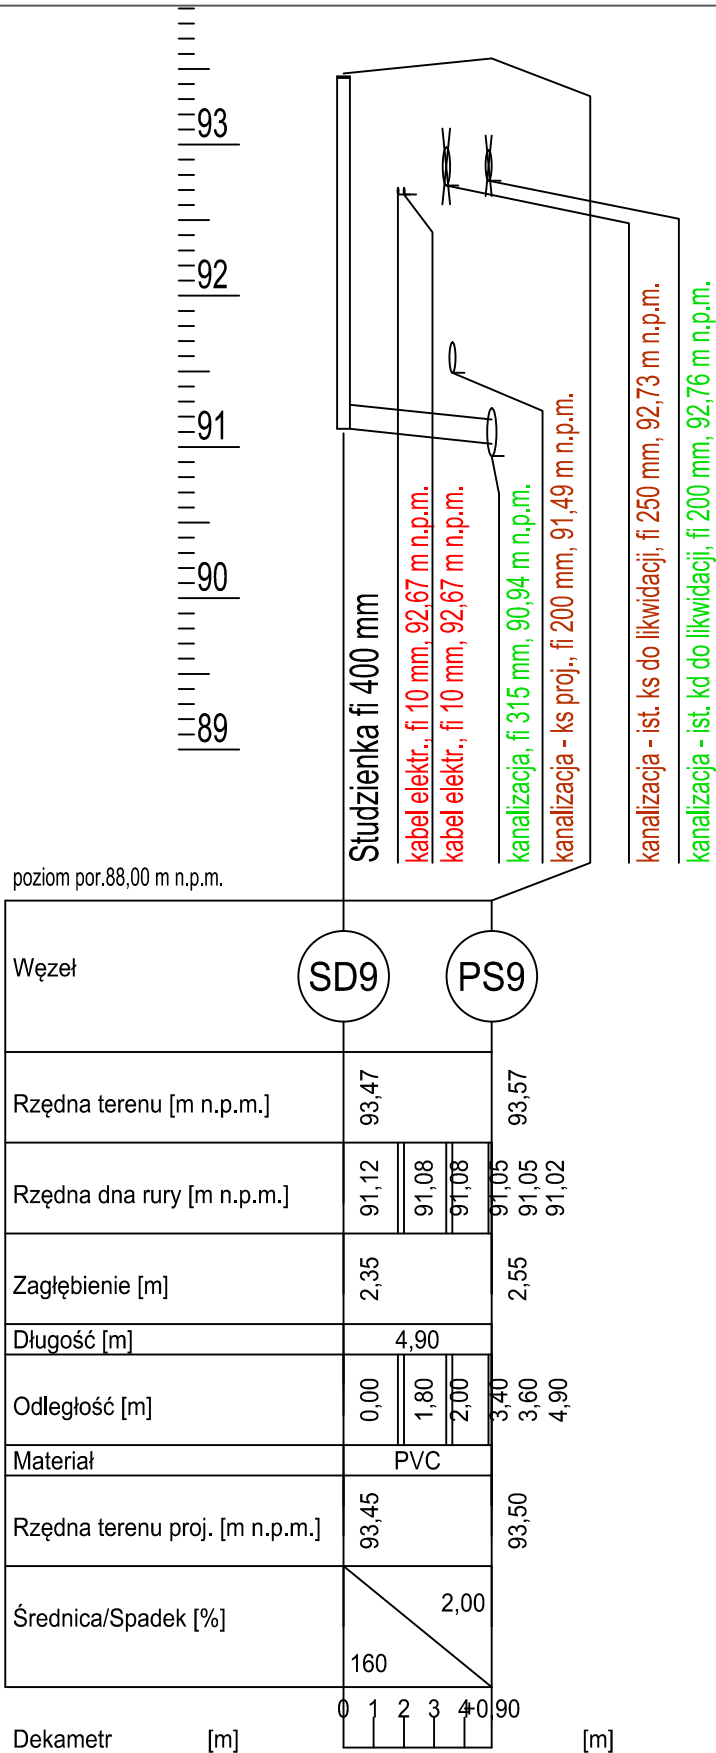 93
92
91
90
89
Studzienka fi 400 mm
kabel elektr., fi 10 mm, 92,67 m n.p.m.
kabel elektr., fi 10 mm, 92,67 m n.p.m.
kanalizacja, fi 315 mm, 90,94 m n.p.m.
kanalizacja - ks proj., fi 200 mm, 91,49 m n.p.m.
kanalizacja - ist. ks do likwidacji, fi 250 mm, 92,73 m n.p.m.
kanalizacja - ist. kd do likwidacji, fi 200 mm, 92,76 m n.p.m.
poziom por.88,00 m n.p.m.
Węzeł SD9 PS9
Rzędna terenu [m n.p.m.] 93,47 93,57
Rzędna dna rury [m n.p.m.] 91,12 91,08 91,08 91,05 91,05 91,02
Zagłębienie [m] 2,35 2,55
Długość [m] 4,90
Odległość [m] 0,00 1,80 2,00 3,40 3,60 4,90
Materiał PVC
Rzędna terenu proj. [m n.p.m.] 93,45 93,50
Średnica/Spadek [%] 2,00
160
0 1 2 3 4 +0,90
Dekametr [m] [m]